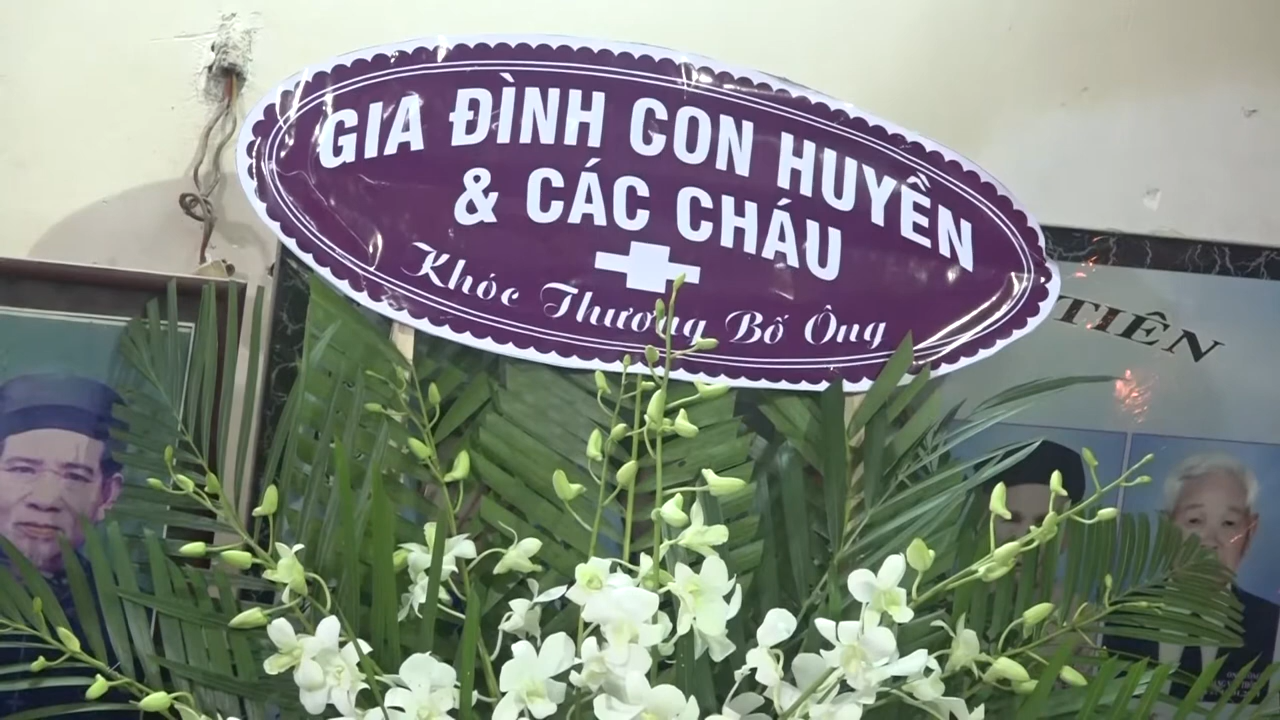 GIA ĐÌNH CON HUYỀN
& CÁC CHÁU
Khóc Thương Bố Ông
TIÊN